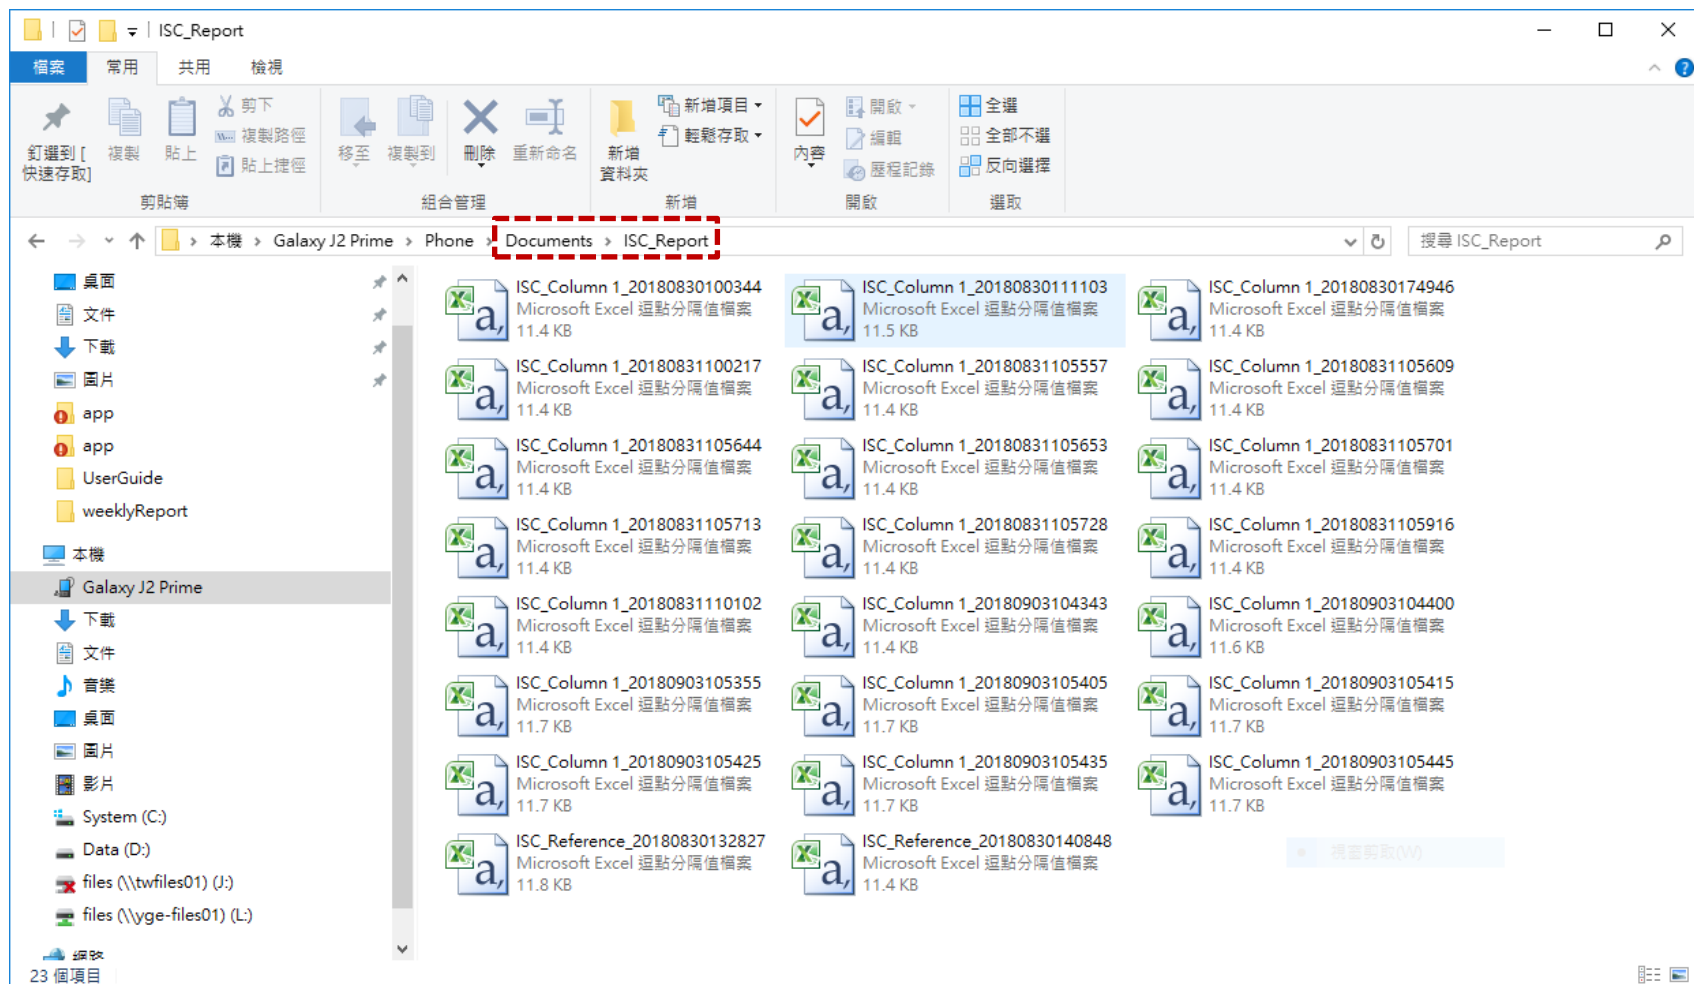 ISC_Report
檔案 常用 共用 檢視
釘選到 [
快速存取]
複製
貼上
剪下
複製路徑
貼上捷徑
剪貼簿
移至
複製到
刪除
重新命名
組合管理
新增
資料夾
新增項目
輕鬆存取
新增
內容
開啟
編輯
歷程記錄
開啟
全選
全部不選
反向選擇
選取
本機 › Galaxy J2 Prime › Phone › Documents › ISC_Report
搜尋 ISC_Report
桌面
文件
下載
圖片
app
app
UserGuide
weeklyReport
本機
Galaxy J2 Prime
下載
文件
音樂
桌面
圖片
影片
System (C:)
Data (D:)
files (\\twfiles01) (J:)
files (\\yge-files01) (L:)
網路
ISC_Column 1_20180830100344
Microsoft Excel 逗點分隔值檔案
11.4 KB
ISC_Column 1_20180830111103
Microsoft Excel 逗點分隔值檔案
11.5 KB
ISC_Column 1_20180830174946
Microsoft Excel 逗點分隔值檔案
11.4 KB
ISC_Column 1_20180831100217
Microsoft Excel 逗點分隔值檔案
11.4 KB
ISC_Column 1_20180831105557
Microsoft Excel 逗點分隔值檔案
11.4 KB
ISC_Column 1_20180831105609
Microsoft Excel 逗點分隔值檔案
11.4 KB
ISC_Column 1_20180831105644
Microsoft Excel 逗點分隔值檔案
11.4 KB
ISC_Column 1_20180831105653
Microsoft Excel 逗點分隔值檔案
11.4 KB
ISC_Column 1_20180831105701
Microsoft Excel 逗點分隔值檔案
11.4 KB
ISC_Column 1_20180831105713
Microsoft Excel 逗點分隔值檔案
11.4 KB
ISC_Column 1_20180831105728
Microsoft Excel 逗點分隔值檔案
11.4 KB
ISC_Column 1_20180831105916
Microsoft Excel 逗點分隔值檔案
11.4 KB
ISC_Column 1_20180831110102
Microsoft Excel 逗點分隔值檔案
11.4 KB
ISC_Column 1_20180903104343
Microsoft Excel 逗點分隔值檔案
11.4 KB
ISC_Column 1_20180903104400
Microsoft Excel 逗點分隔值檔案
11.6 KB
ISC_Column 1_20180903105355
Microsoft Excel 逗點分隔值檔案
11.7 KB
ISC_Column 1_20180903105405
Microsoft Excel 逗點分隔值檔案
11.7 KB
ISC_Column 1_20180903105415
Microsoft Excel 逗點分隔值檔案
11.7 KB
ISC_Column 1_20180903105425
Microsoft Excel 逗點分隔值檔案
11.7 KB
ISC_Column 1_20180903105435
Microsoft Excel 逗點分隔值檔案
11.7 KB
ISC_Column 1_20180903105445
Microsoft Excel 逗點分隔值檔案
11.7 KB
ISC_Reference_20180830132827
Microsoft Excel 逗點分隔值檔案
11.8 KB
ISC_Reference_20180830140848
Microsoft Excel 逗點分隔值檔案
11.4 KB
視窗剪取(W)
23 個項目